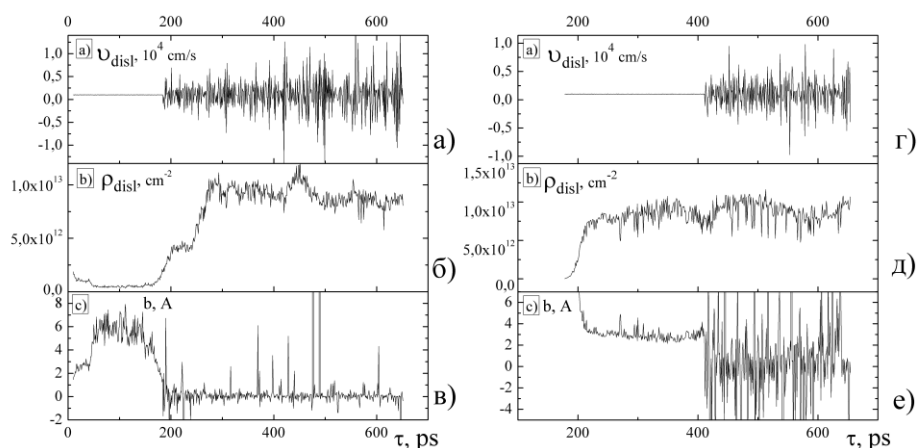 0 200 400 600
a) υdisl, 10^4 cm/s
1,0
0,5
0,0
-0,5
-1,0
а)
b) ρdisl, cm^-2
1,0x10^13
5,0x10^12
0,0
б)
c) b, A
8
6
4
2
0
-2
в)
0 200 400 600
τ, ps
a) υdisl, 10^4 cm/s
1,0
0,5
0,0
-0,5
-1,0
г)
1,5x10^13
b) ρdisl, cm^-2
1,0x10^13
5,0x10^12
0,0
д)
c) b, A
6
4
2
0
-2
-4
е)
200 400 600
τ, ps